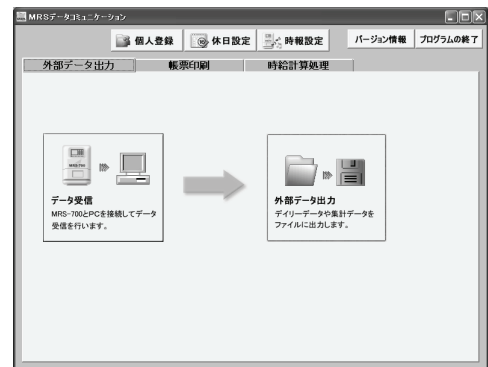 MRSデータコミュニケーション
個人登録 休日設定 時報設定 バージョン情報 プログラムの終了
外部データ出力 帳票印刷 時給計算処理
MRS-700
データ受信
MRS-700とPCを接続してデータ
受信を行います。
外部データ出力
デイリーデータや集計データを
ファイルに出力します。